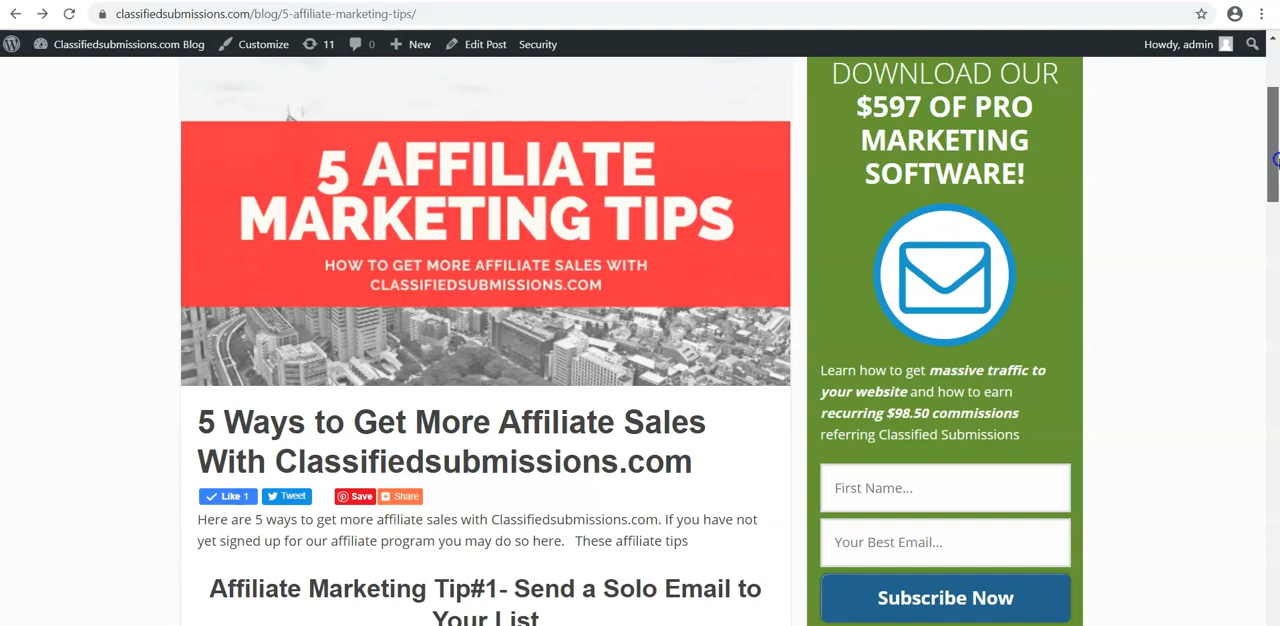 classifiedsubmissions.com/blog/5-affiliate-marketing-tips/
Classifiedsubmissions.com Blog Customize 11 0 New Edit Post Security Howdy, admin
5 AFFILIATE
MARKETING TIPS
HOW TO GET MORE AFFILIATE SALES WITH
CLASSIFIEDSUBMISSIONS.COM
5 Ways to Get More Affiliate Sales
With Classifiedsubmissions.com
Like 1 Tweet Save Share
Here are 5 ways to get more affiliate sales with Classifiedsubmissions.com. If you have not
yet signed up for our affiliate program you may do so here. These affiliate tips
Affiliate Marketing Tip#1- Send a Solo Email to
Your List
DOWNLOAD OUR
$597 OF PRO
MARKETING
SOFTWARE!
Learn how to get massive traffic to
your website and how to earn
recurring $98.50 commissions
referring Classified Submissions
First Name...
Your Best Email...
Subscribe Now